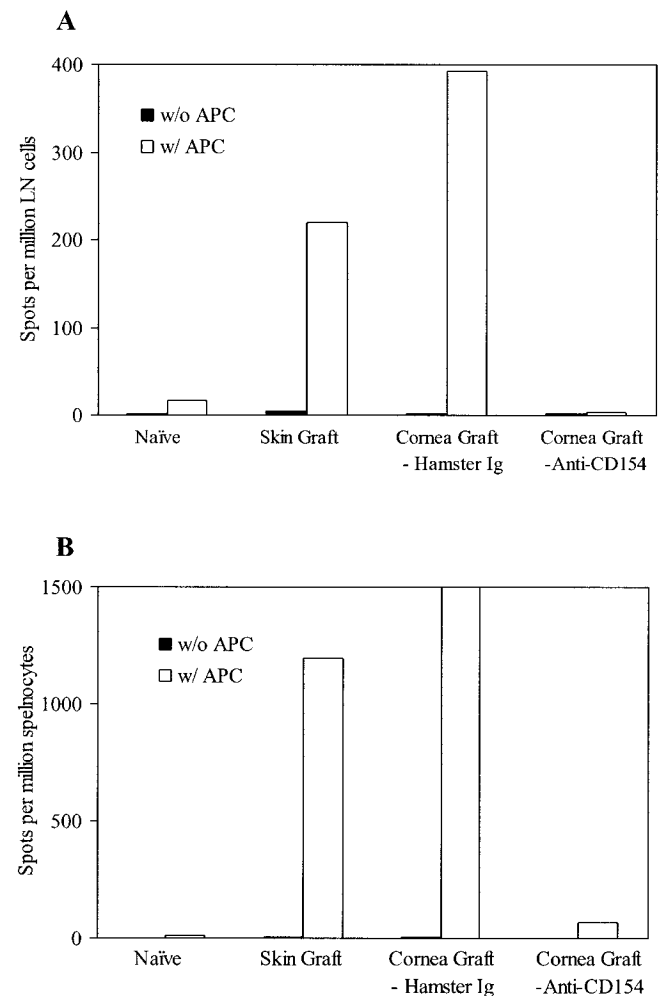 A
Spots per million LN cells
400
300
200
100
0
w/o APC
w/ APC
Naïve
Skin Graft
Cornea Graft
- Hamster Ig
Cornea Graft
-Anti-CD154
B
Spots per million spelnocytes
1500
1000
500
0
w/o APC
w/ APC
Naïve
Skin Graft
Cornea Graft
- Hamster Ig
Cornea Graft
-Anti-CD154